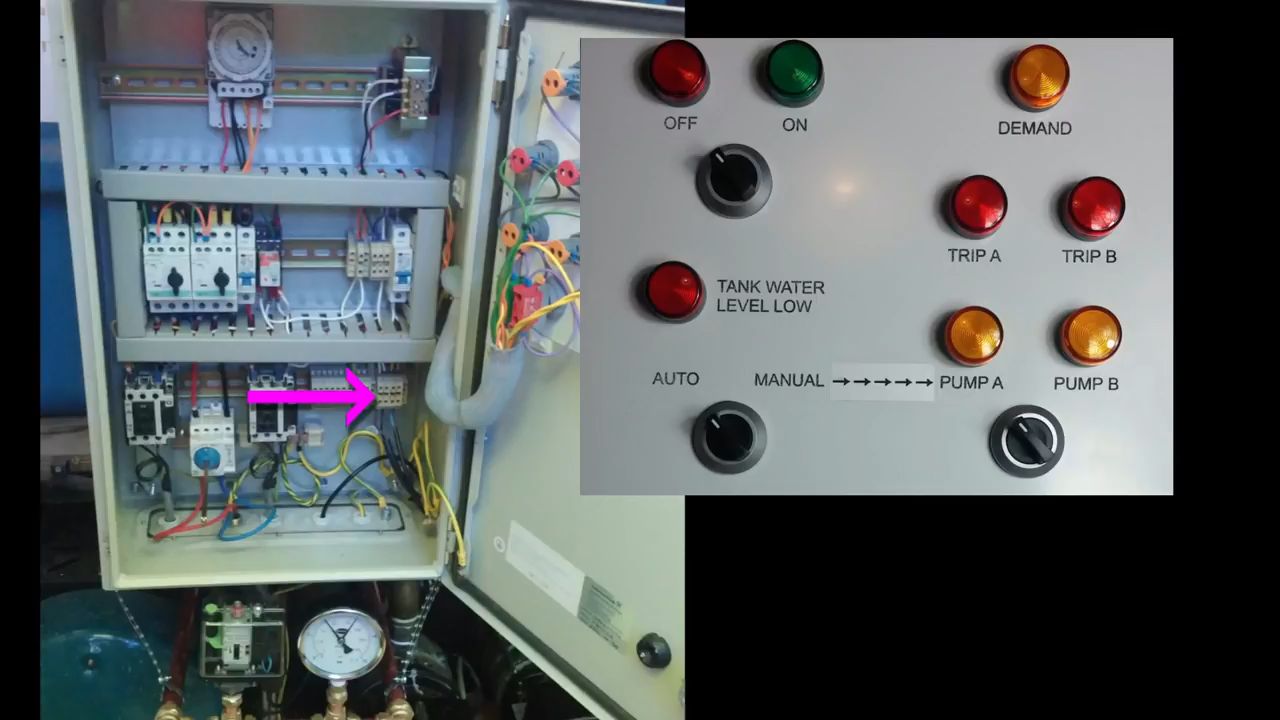 OFF
ON
DEMAND
TRIP A
TRIP B
TANK WATER
LEVEL LOW
AUTO
MANUAL
PUMP A
PUMP B